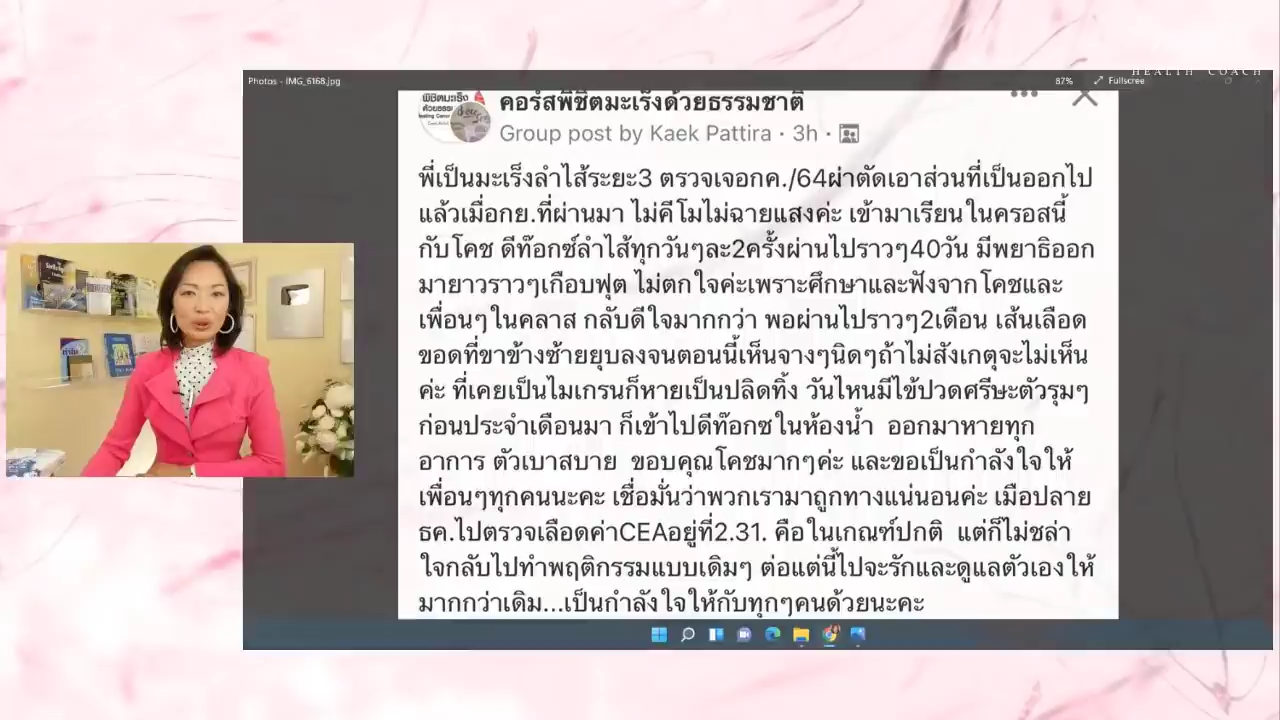 HEALTH COACH
Photos - IMG_6168.jpg
87%
Fullscreen
พิชิตมะเร็ง
คอร์สพิชิตมะเร็งด้วยธรรมชาติ
Group post by Kaek Pattira · 3h ·
พี่เป็นมะเร็งลำไส้ระยะ3 ตรวจเจอกค./64ผ่าตัดเอาส่วนที่เป็นออกไป
แล้วเมื่อกย.ที่ผ่านมา ไม่คีโมไม่ฉายแสงค่ะ เข้ามาเรียนในครอสนี้
กับโคช ดีท๊อกซ์ลำไส้ทุกวันๆละ2ครั้งผ่านไปราวๆ40วัน มีพยาธิออก
มายาวราวๆเกือบฟุต ไม่ตกใจค่ะเพราะศึกษาและฟังจากโคชและ
เพื่อนๆในคลาส กลับดีใจมากกว่า พอผ่านไปราวๆ2เดือน เส้นเลือด
ขอดที่ขาข้างซ้ายยุบลงจนตอนนี้เห็นจางๆนิดๆถ้าไม่สังเกตุจะไม่เห็น
ค่ะ ที่เคยเป็นไมเกรนก็หายเป็นปลิดทิ้ง วันไหนมีไข้ปวดศรีษะตัวรุมๆ
ก่อนประจำเดือนมา ก็เข้าไปดีท๊อกซในห้องน้ำ ออกมาหายทุก
อาการ ตัวเบาสบาย ขอบคุณโคชมากๆค่ะ และขอเป็นกำลังใจให้
เพื่อนๆทุกคนนะคะ เชื่อมั่นว่าพวกเรามาถูกทางแน่นอนค่ะ เมือปลาย
ธค.ไปตรวจเลือดค่าCEAอยู่ที่2.31. คือในเกณฑ์ปกติ แต่ก็ไม่ชล่า
ใจกลับไปทำพฤติกรรมแบบเดิมๆ ต่อแต่นี้ไปจะรักและดูแลตัวเองให้
มากกว่าเดิม...เป็นกำลังใจให้กับทุกๆคนด้วยนะคะ